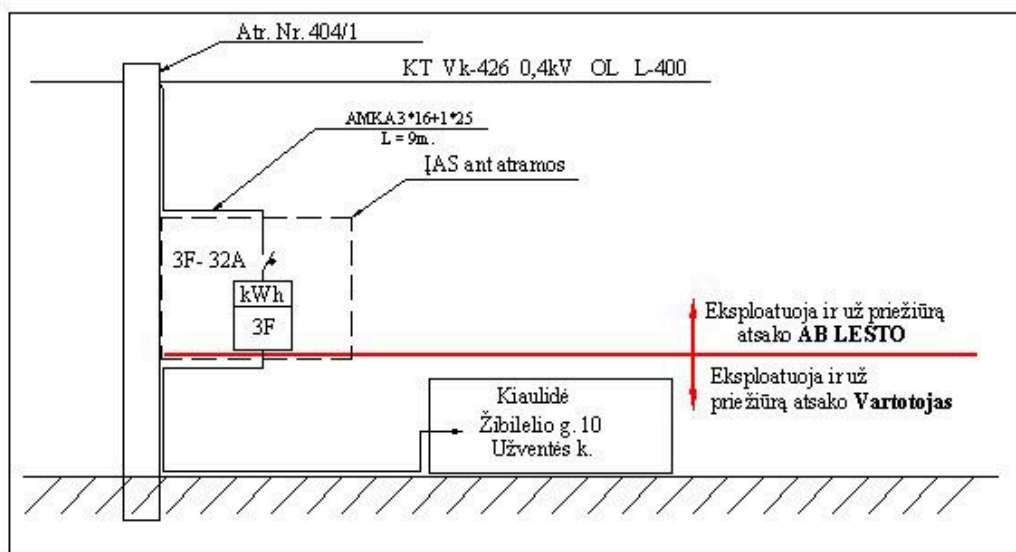 Atr. Nr. 404/1
KT Vk-426 0,4kV OL L-400
AMKA 3*16+1*25
L = 9m.
ĮAS ant atramos
3F- 32A
kWh
3F
Eksploatuoja ir už priežiūrą
atsako AB LESTO
Eksploatuoja ir už
priežiūrą atsako Vartotojas
Kiaulidė
Žibilelio g. 10
Užventės k.